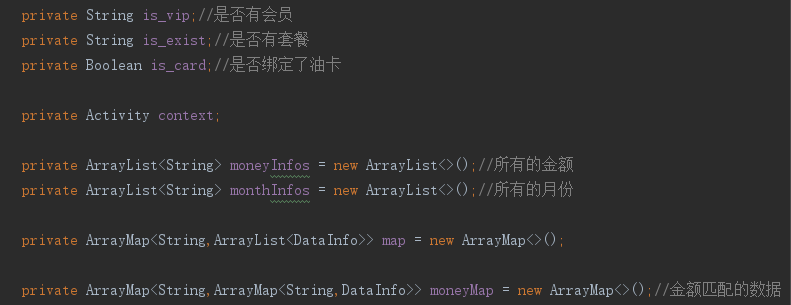 private String is_vip;//是否有会员
private String is_exist;//是否有套餐
private Boolean is_card;//是否绑定了油卡
private Activity context;
private ArrayList<String> moneyInfos = new ArrayList<>();//所有的金额
private ArrayList<String> monthInfos = new ArrayList<>();//所有的月份
private ArrayMap<String,ArrayList<DataInfo>> map = new ArrayMap<>();
private ArrayMap<String,ArrayMap<String,DataInfo>> moneyMap = new ArrayMap<>();//金额匹配的数据